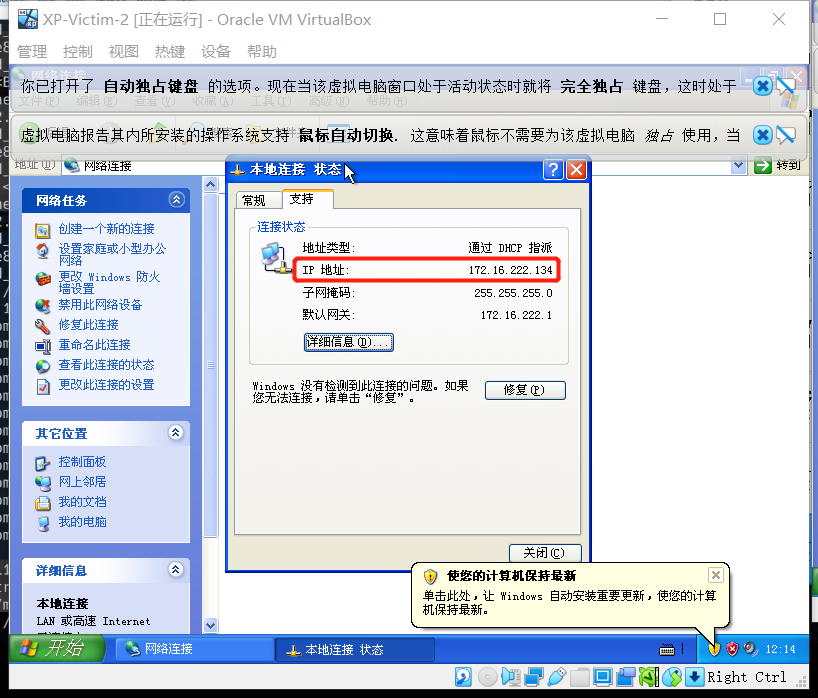 XP-Victim-2 [正在运行] - Oracle VM VirtualBox
管理 控制 视图 热键 设备 帮助
你已打开了 自动独占键盘 的选项。现在当该虚拟电脑窗口处于活动状态时就将 完全独占 键盘，这时处于
文件(F) 编辑(E) 查看(V) 收藏(A) 工具(T) 高级(N) 帮助(H)
虚拟电脑报告其内所安装的操作系统支持 鼠标自动切换. 这意味着鼠标不需要为该虚拟电脑 独占 使用，当
地址(D) 网络连接 转到
本地连接 状态
常规 支持
连接状态
地址类型: 通过 DHCP 指派
IP 地址: 172.16.222.134
子网掩码: 255.255.255.0
默认网关: 172.16.222.1
详细信息(D)...
Windows 没有检测到此连接的问题。如果
您无法连接，请单击“修复”。
修复(P)
关闭(C)
网络任务
创建一个新的连接
设置家庭或小型办公
网络
更改 Windows 防火
墙设置
禁用此网络设备
修复此连接
重命名此连接
查看此连接的状态
更改此连接的设置
其它位置
控制面板
网上邻居
我的文档
我的电脑
详细信息
本地连接
LAN 或高速 Internet
使您的计算机保持最新
单击此处，让 Windows 自动安装重要更新，使您的计算
机保持最新。
开始 网络连接 本地连接 状态 12:14
Right Ctrl